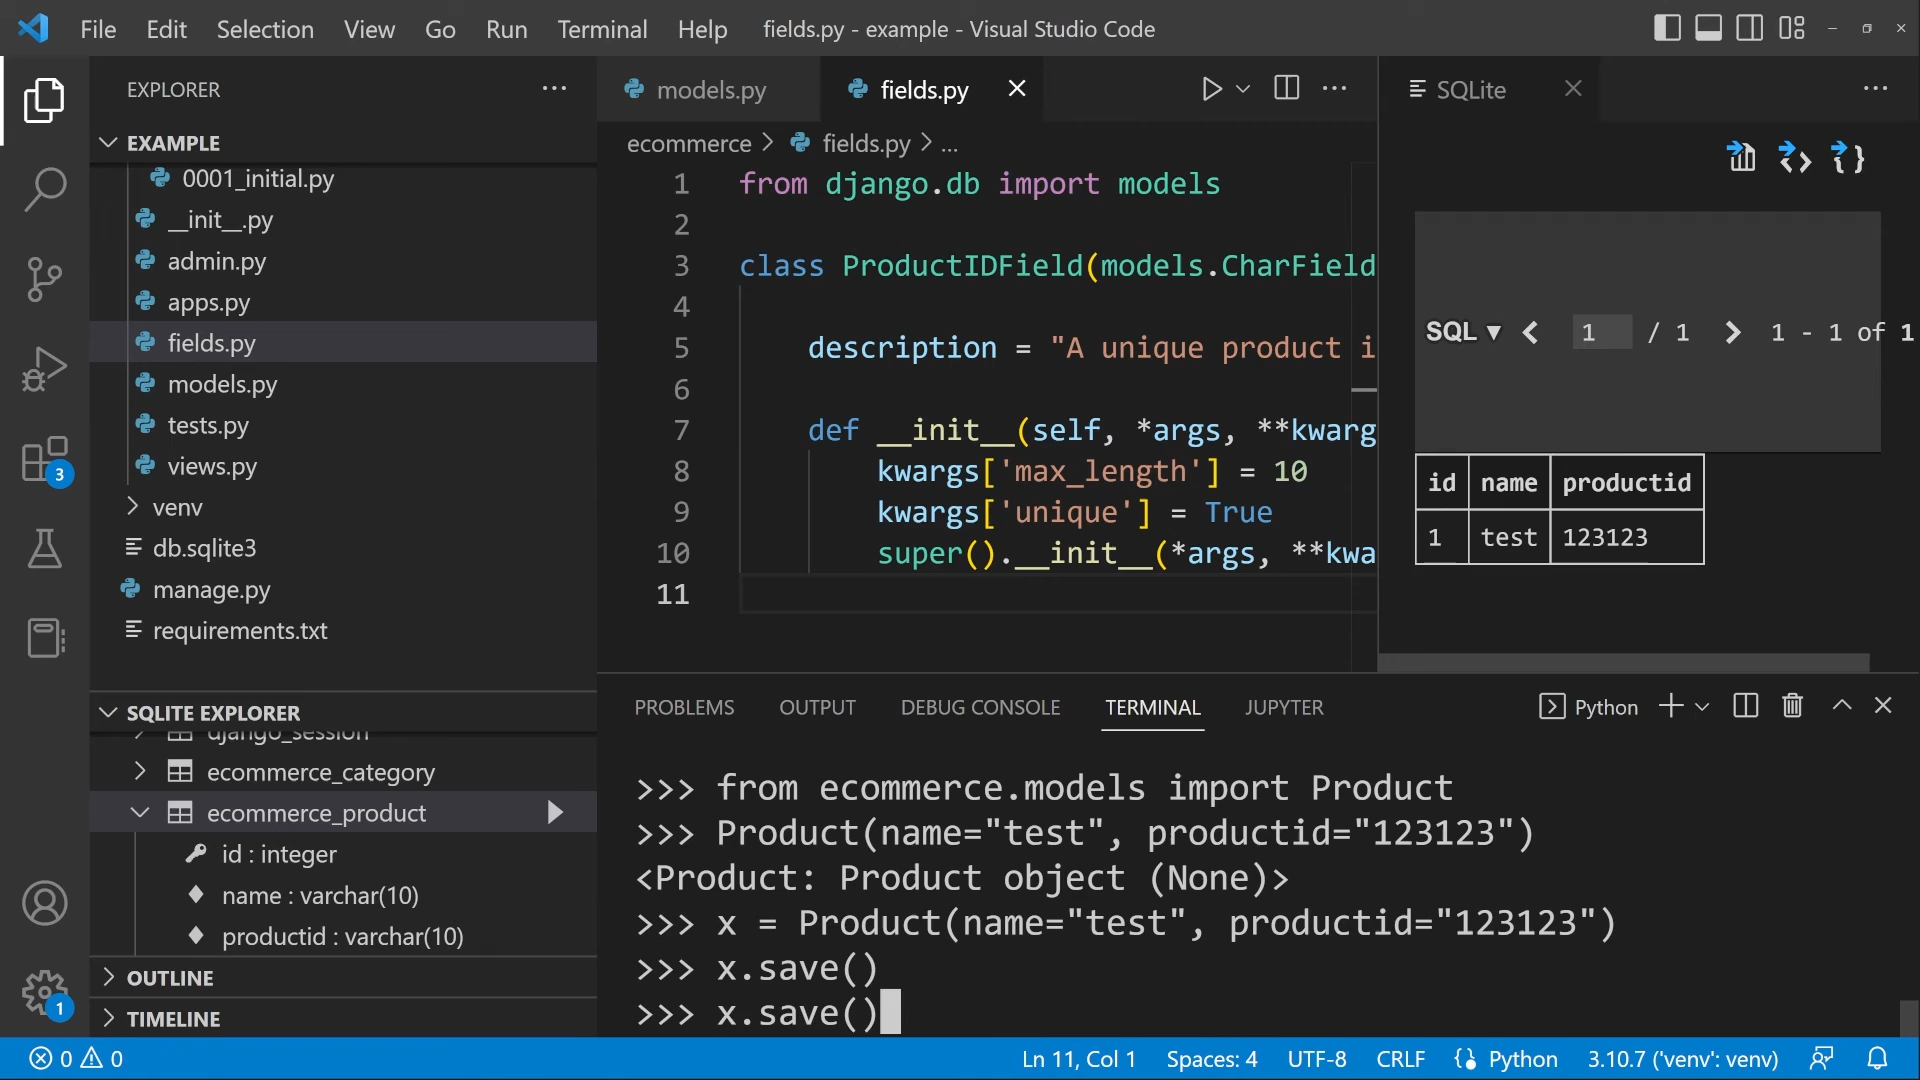 File Edit Selection View Go Run Terminal Help fields.py - example - Visual Studio Code
EXPLORER
EXAMPLE
0001_initial.py
__init__.py
admin.py
apps.py
fields.py
models.py
tests.py
views.py
venv
db.sqlite3
manage.py
requirements.txt
SQLITE EXPLORER
django_session
ecommerce_category
ecommerce_product
id : integer
name : varchar(10)
productid : varchar(10)
OUTLINE
TIMELINE
3
1
models.py fields.py
ecommerce > fields.py > ...
1 from django.db import models
2
3 class ProductIDField(models.CharField
4
5 description = "A unique product i
6
7 def __init__(self, *args, **kwarg
8 kwargs['max_length'] = 10
9 kwargs['unique'] = True
10 super().__init__(*args, **kwa
11
SQLite
SQL ▼ < 1 / 1 > 1 - 1 of 1
id name productid
1 test 123123
PROBLEMS OUTPUT DEBUG CONSOLE TERMINAL JUPYTER Python
>>> from ecommerce.models import Product
>>> Product(name="test", productid="123123")
<Product: Product object (None)>
>>> x = Product(name="test", productid="123123")
>>> x.save()
>>> x.save()
0 0 Ln 11, Col 1 Spaces: 4 UTF-8 CRLF Python 3.10.7 ('venv': venv)